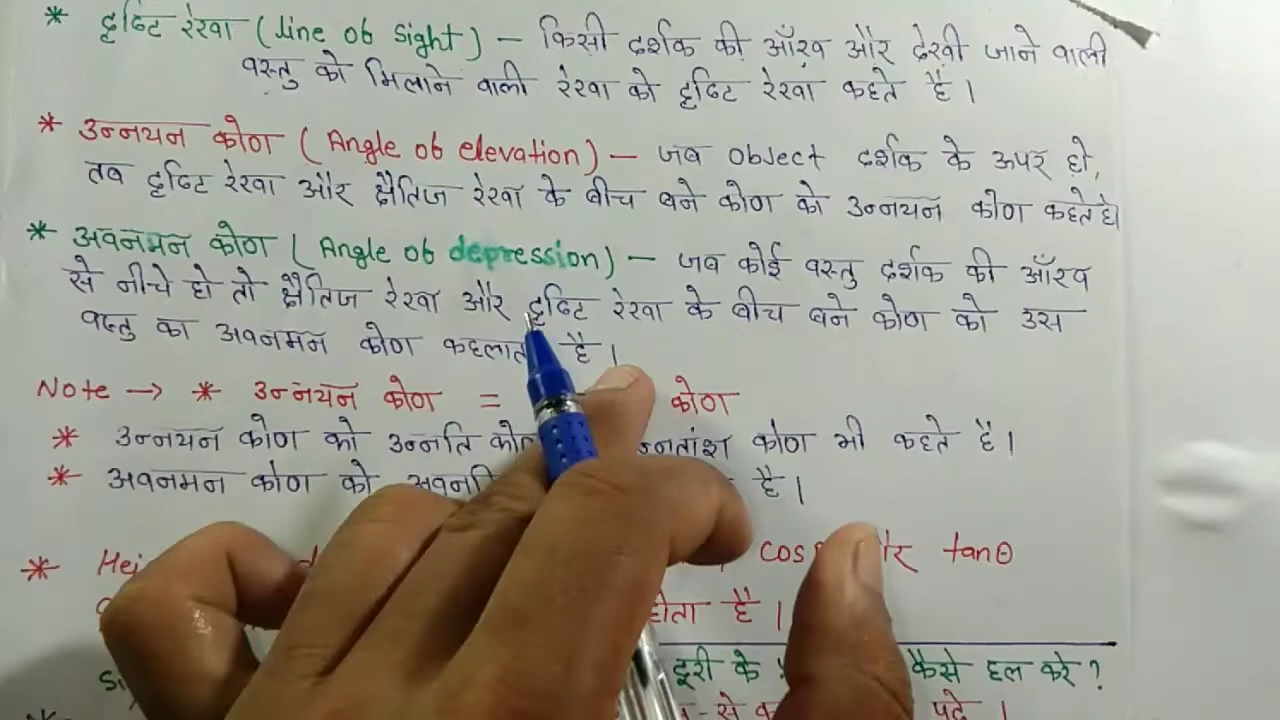 * दृष्टि रेखा (line of sight) – किसी दर्शक की आँख और देखी जाने वाली
वस्तु को मिलाने वाली रेखा को दृष्टि रेखा कहते हैं।
* उन्नयन कोण (Angle of elevation) – जब object दर्शक के ऊपर हो,
तब दृष्टि रेखा और क्षैतिज रेखा के बीच बने कोण को उन्नयन कोण कहते हैं।
* अवनमन कोण (Angle of depression) – जब कोई वस्तु दर्शक की आँख
से नीचे हो तो क्षैतिज रेखा और दृष्टि रेखा के बीच बने कोण को उस
वस्तु का अवनमन कोण कहलाता है।
Note → * उन्नयन कोण = कोण
* उन्नयन कोण को उन्नति कोण कोण भी कहते हैं।
* अवनमन कोण को है।
* और tanθ
होता है।
दूरी के कैसे हल करे ?
पढ़े ।